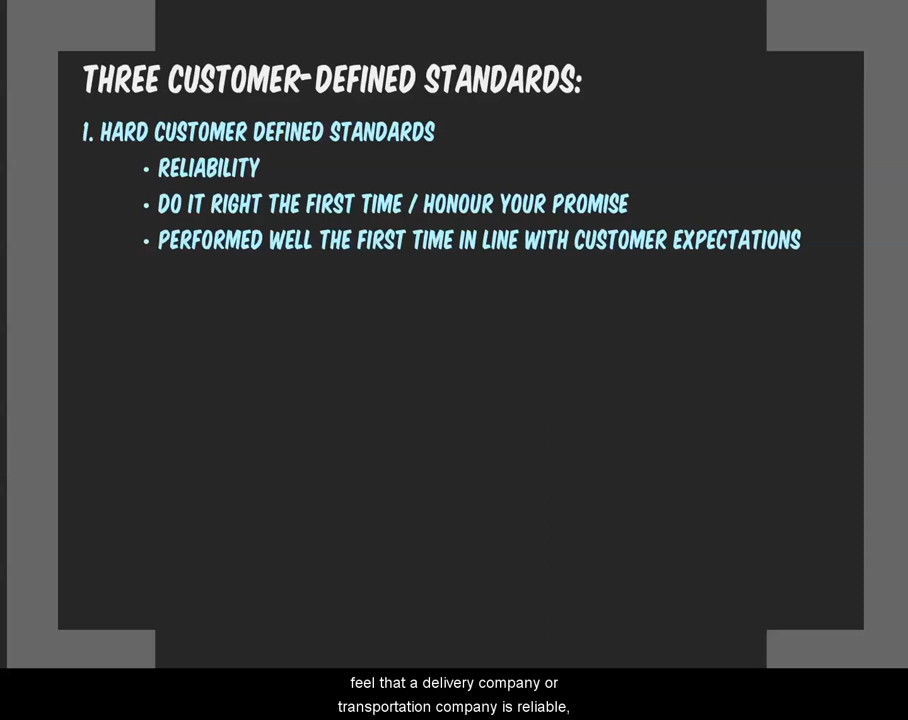 THREE CUSTOMER-DEFINED STANDARDS:
1. HARD CUSTOMER DEFINED STANDARDS
• RELIABILITY
• DO IT RIGHT THE FIRST TIME / HONOUR YOUR PROMISE
• PERFORMED WELL THE FIRST TIME IN LINE WITH CUSTOMER EXPECTATIONS
feel that a delivery company or
transportation company is reliable,